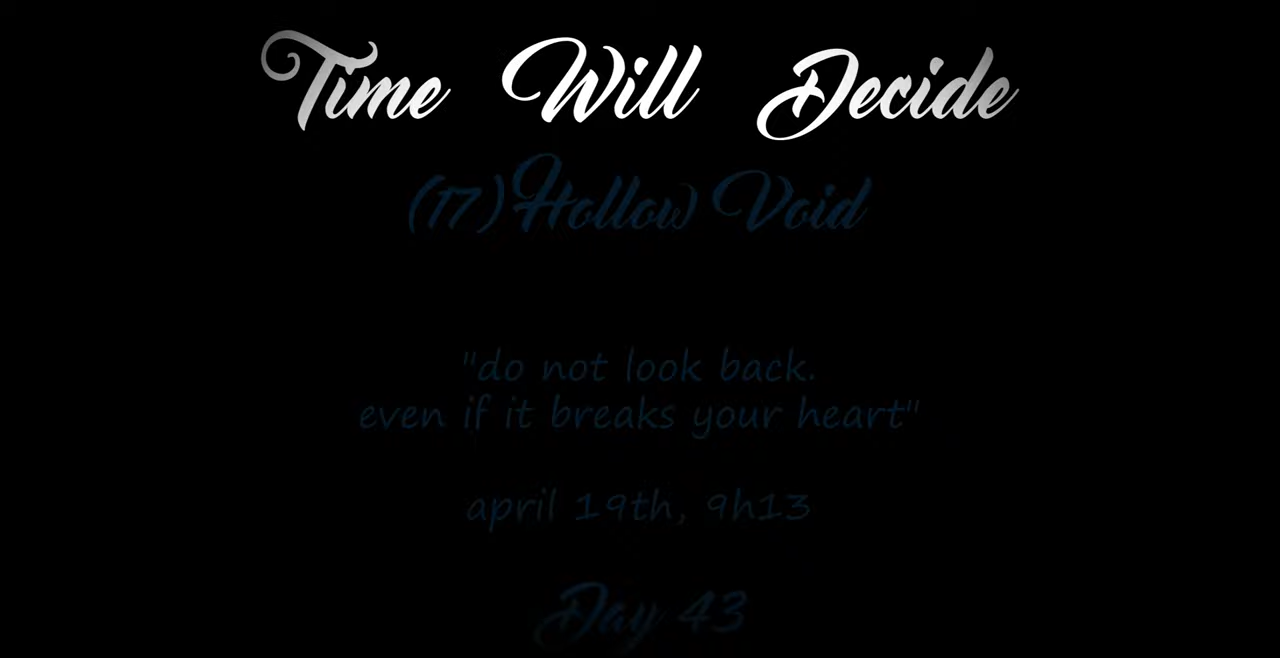 Time Will Decide
(17) Hollow Void
"do not look back.
even if it breaks your heart"
april 19th, 9h13
Day 43